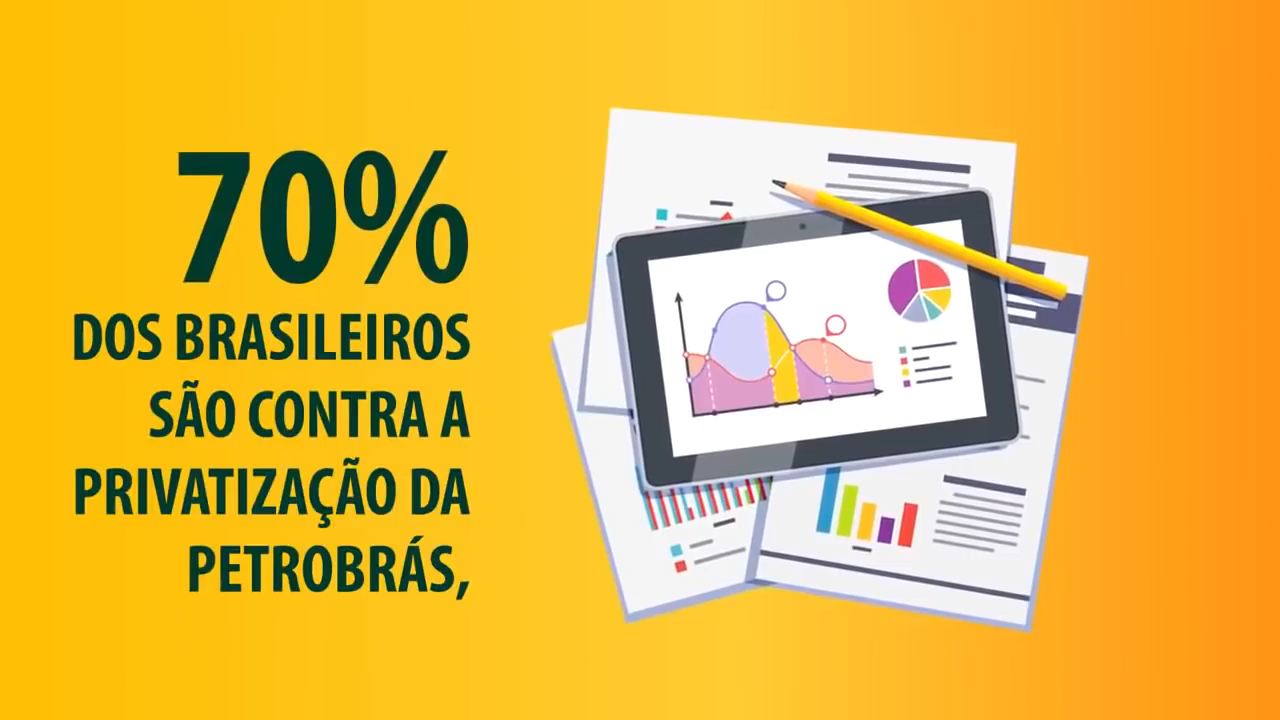 70%
DOS BRASILEIROS
SÃO CONTRA A
PRIVATIZAÇÃO DA
PETROBRÁS,